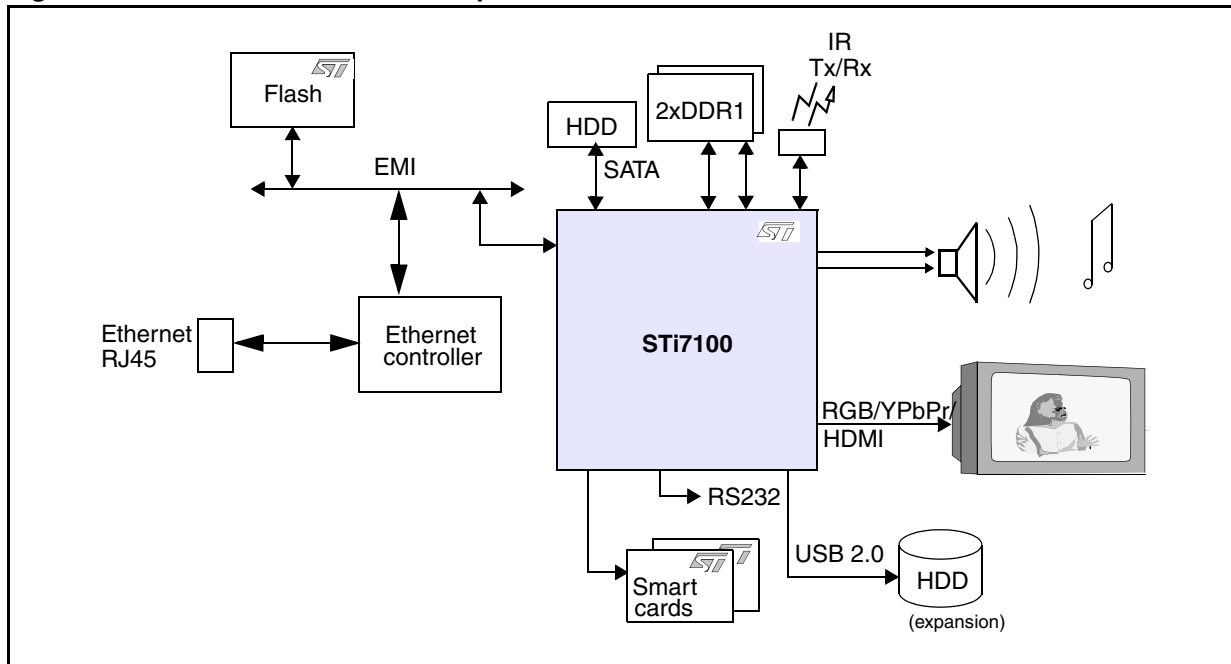 IR
Tx/Rx
Flash
2xDDR1
HDD
SATA
EMI
STi7100
Ethernet
RJ45
Ethernet
controller
RGB/YPbPr/
HDMI
RS232
USB 2.0
HDD
(expansion)
Smart
cards